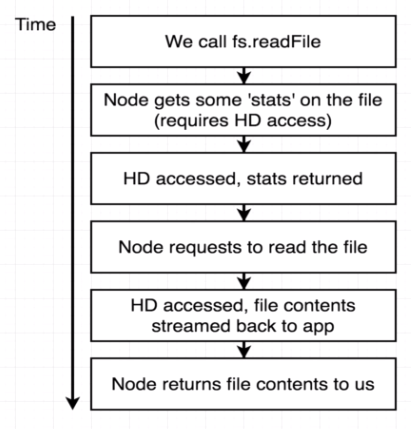 Time
We call fs.readFile
Node gets some 'stats' on the file
(requires HD access)
HD accessed, stats returned
Node requests to read the file
HD accessed, file contents
streamed back to app
Node returns file contents to us